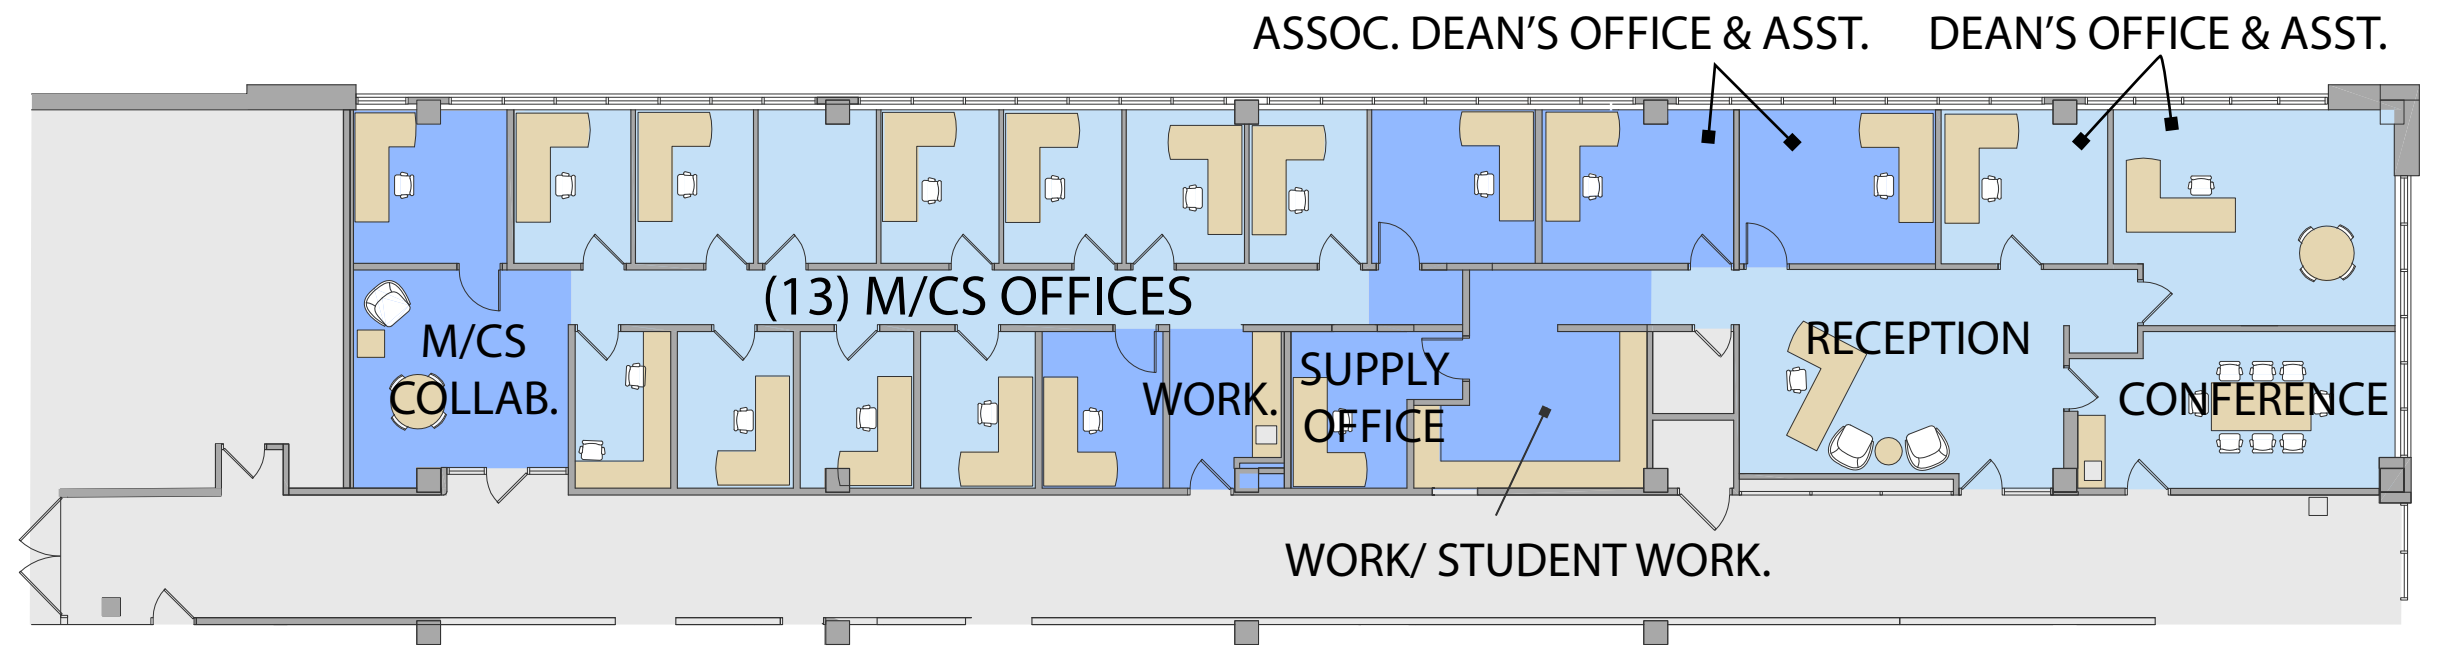 ASSOC. DEAN'S OFFICE & ASST.
DEAN'S OFFICE & ASST.
(13) M/CS OFFICES
M/CS
COLLAB.
WORK.
SUPPLY
OFFICE
RECEPTION
CONFERENCE
WORK/ STUDENT WORK.